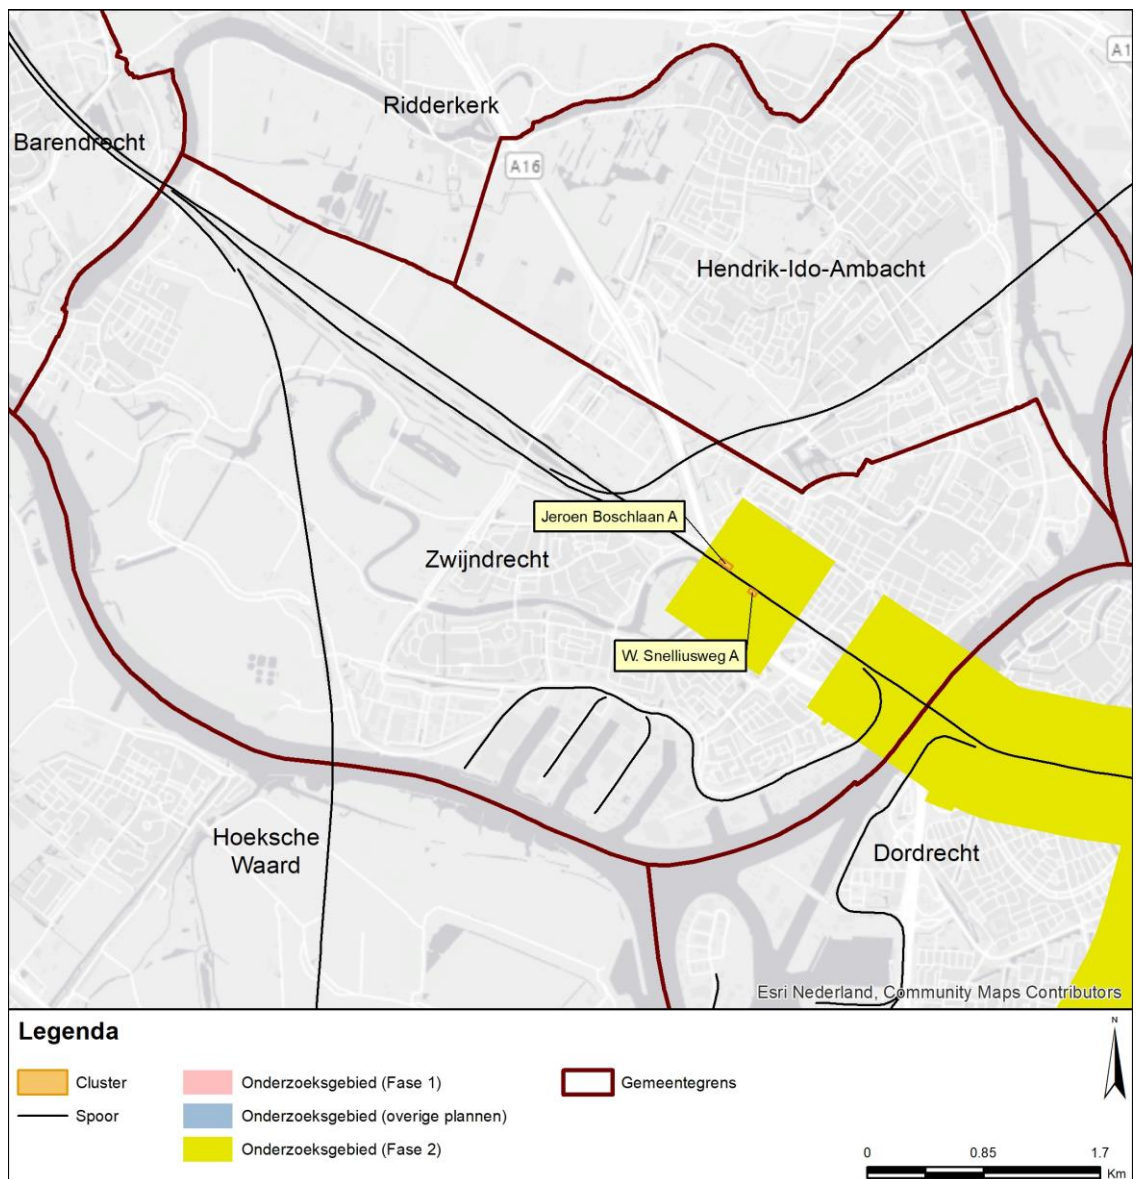 A1
Ridderkerk
Barendrecht
A16
Hendrik-Ido-Ambacht
Jeroen Boschlaan A
Zwijndrecht
W. Snelliusweg A
Hoeksche
Waard
Dordrecht
Esri Nederland, Community Maps Contributors
Legenda
N
Cluster
Onderzoeksgebied (Fase 1)
Gemeentegrens
Spoor
Onderzoeksgebied (overige plannen)
Onderzoeksgebied (Fase 2)
0 0.85 1.7
Km